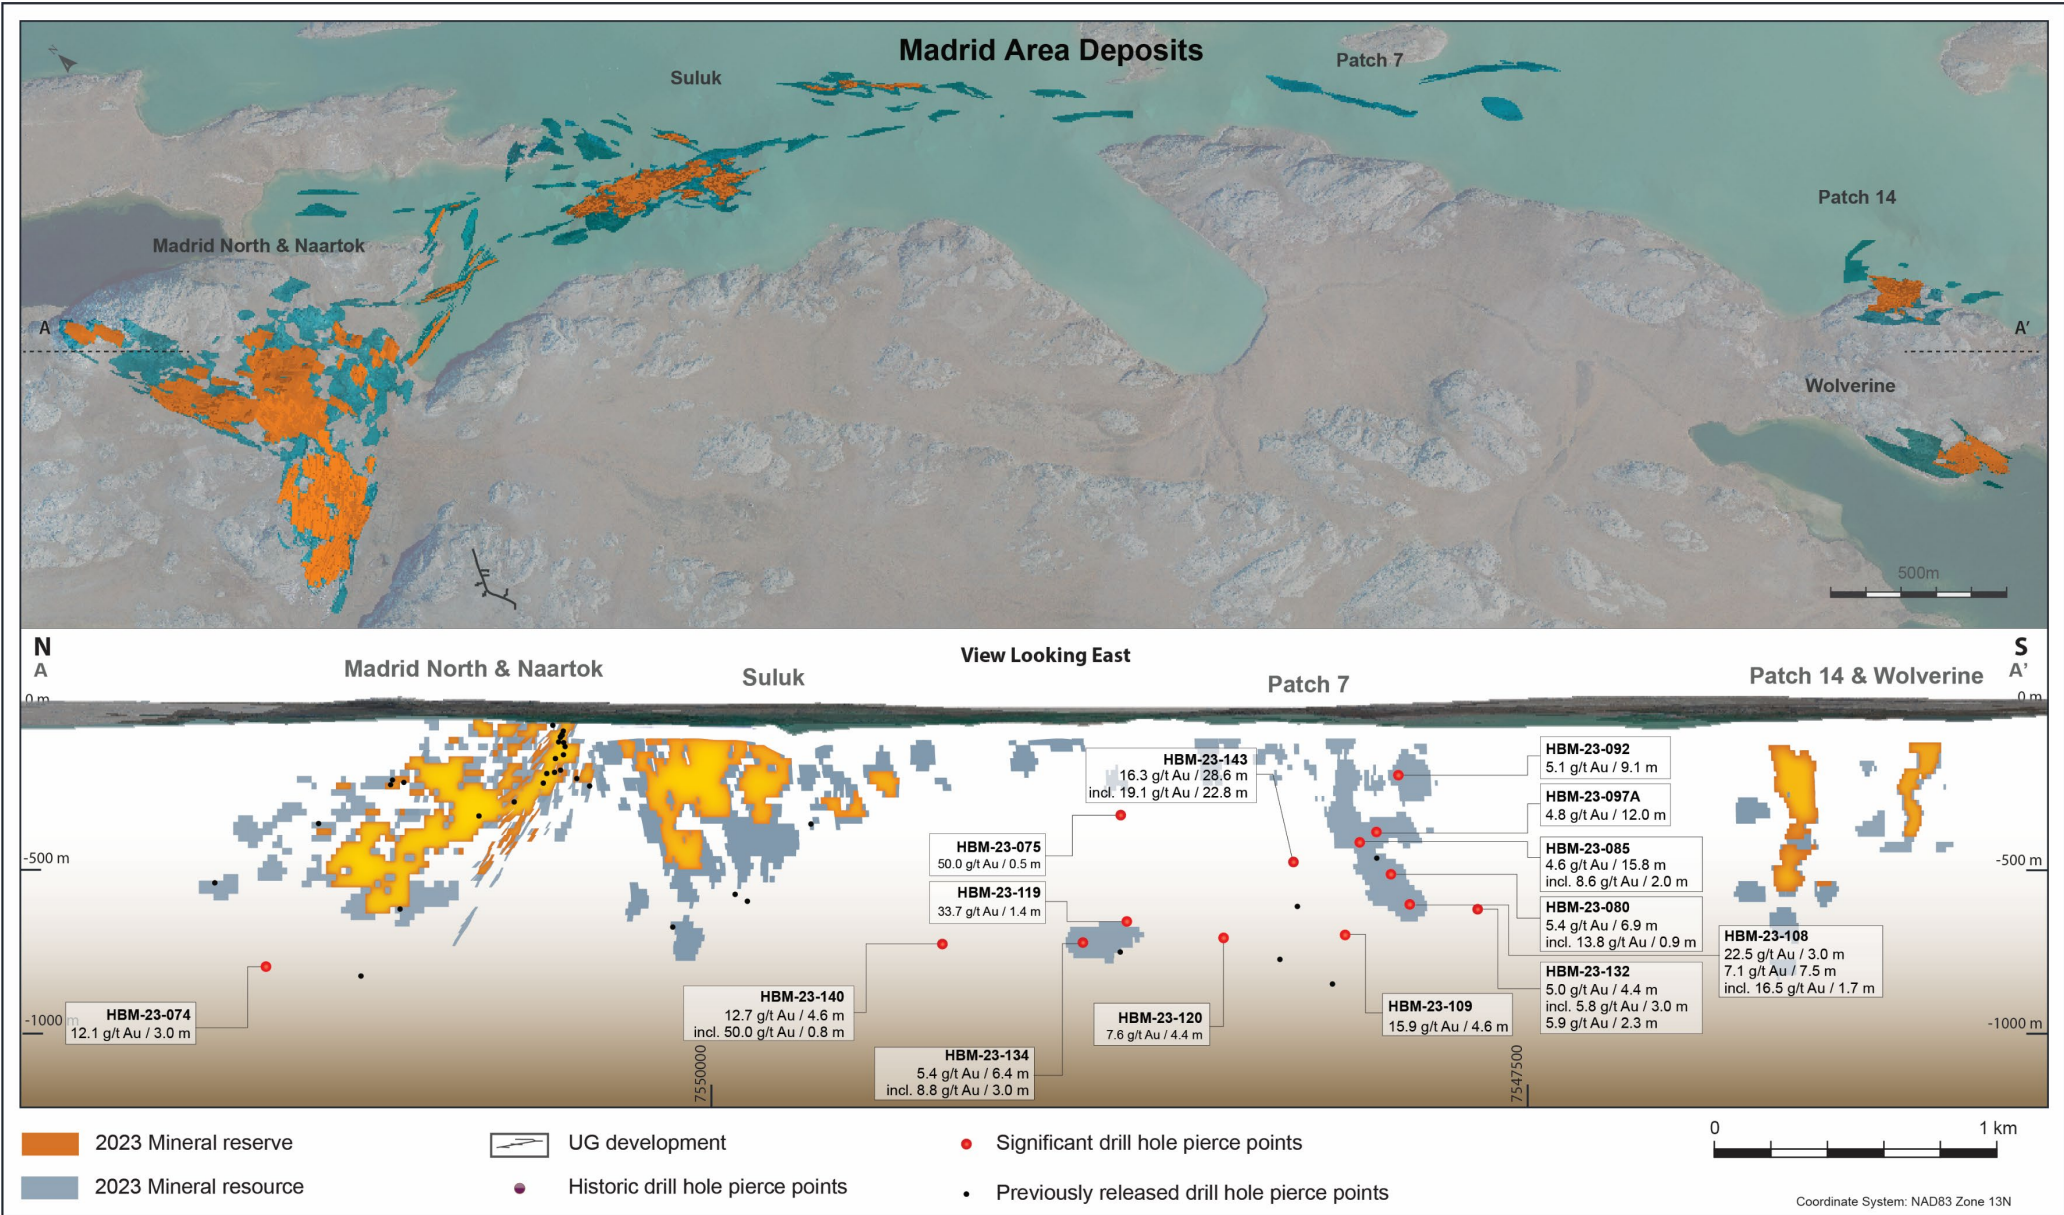 Madrid Area Deposits
N
Suluk
Patch 7
Patch 14
Madrid North & Naartok
A
A'
Wolverine
500m
N
A
Madrid North & Naartok
Suluk
View Looking East
Patch 7
Patch 14 & Wolverine
S
A'
0 m
0 m
-500 m
-500 m
-1000 m
-1000 m
HBM-23-143
16.3 g/t Au / 28.6 m
incl. 19.1 g/t Au / 22.8 m
HBM-23-092
5.1 g/t Au / 9.1 m
HBM-23-097A
4.8 g/t Au / 12.0 m
HBM-23-075
50.0 g/t Au / 0.5 m
HBM-23-085
4.6 g/t Au / 15.8 m
incl. 8.6 g/t Au / 2.0 m
HBM-23-119
33.7 g/t Au / 1.4 m
HBM-23-080
5.4 g/t Au / 6.9 m
incl. 13.8 g/t Au / 0.9 m
HBM-23-108
22.5 g/t Au / 3.0 m
7.1 g/t Au / 7.5 m
incl. 16.5 g/t Au / 1.7 m
HBM-23-132
5.0 g/t Au / 4.4 m
incl. 5.8 g/t Au / 3.0 m
5.9 g/t Au / 2.3 m
HBM-23-074
12.1 g/t Au / 3.0 m
HBM-23-140
12.7 g/t Au / 4.6 m
incl. 50.0 g/t Au / 0.8 m
HBM-23-120
7.6 g/t Au / 4.4 m
HBM-23-109
15.9 g/t Au / 4.6 m
HBM-23-134
5.4 g/t Au / 6.4 m
incl. 8.8 g/t Au / 3.0 m
7550000
7547500
2023 Mineral reserve
UG development
Significant drill hole pierce points
2023 Mineral resource
Historic drill hole pierce points
Previously released drill hole pierce points
0
1 km
Coordinate System: NAD83 Zone 13N